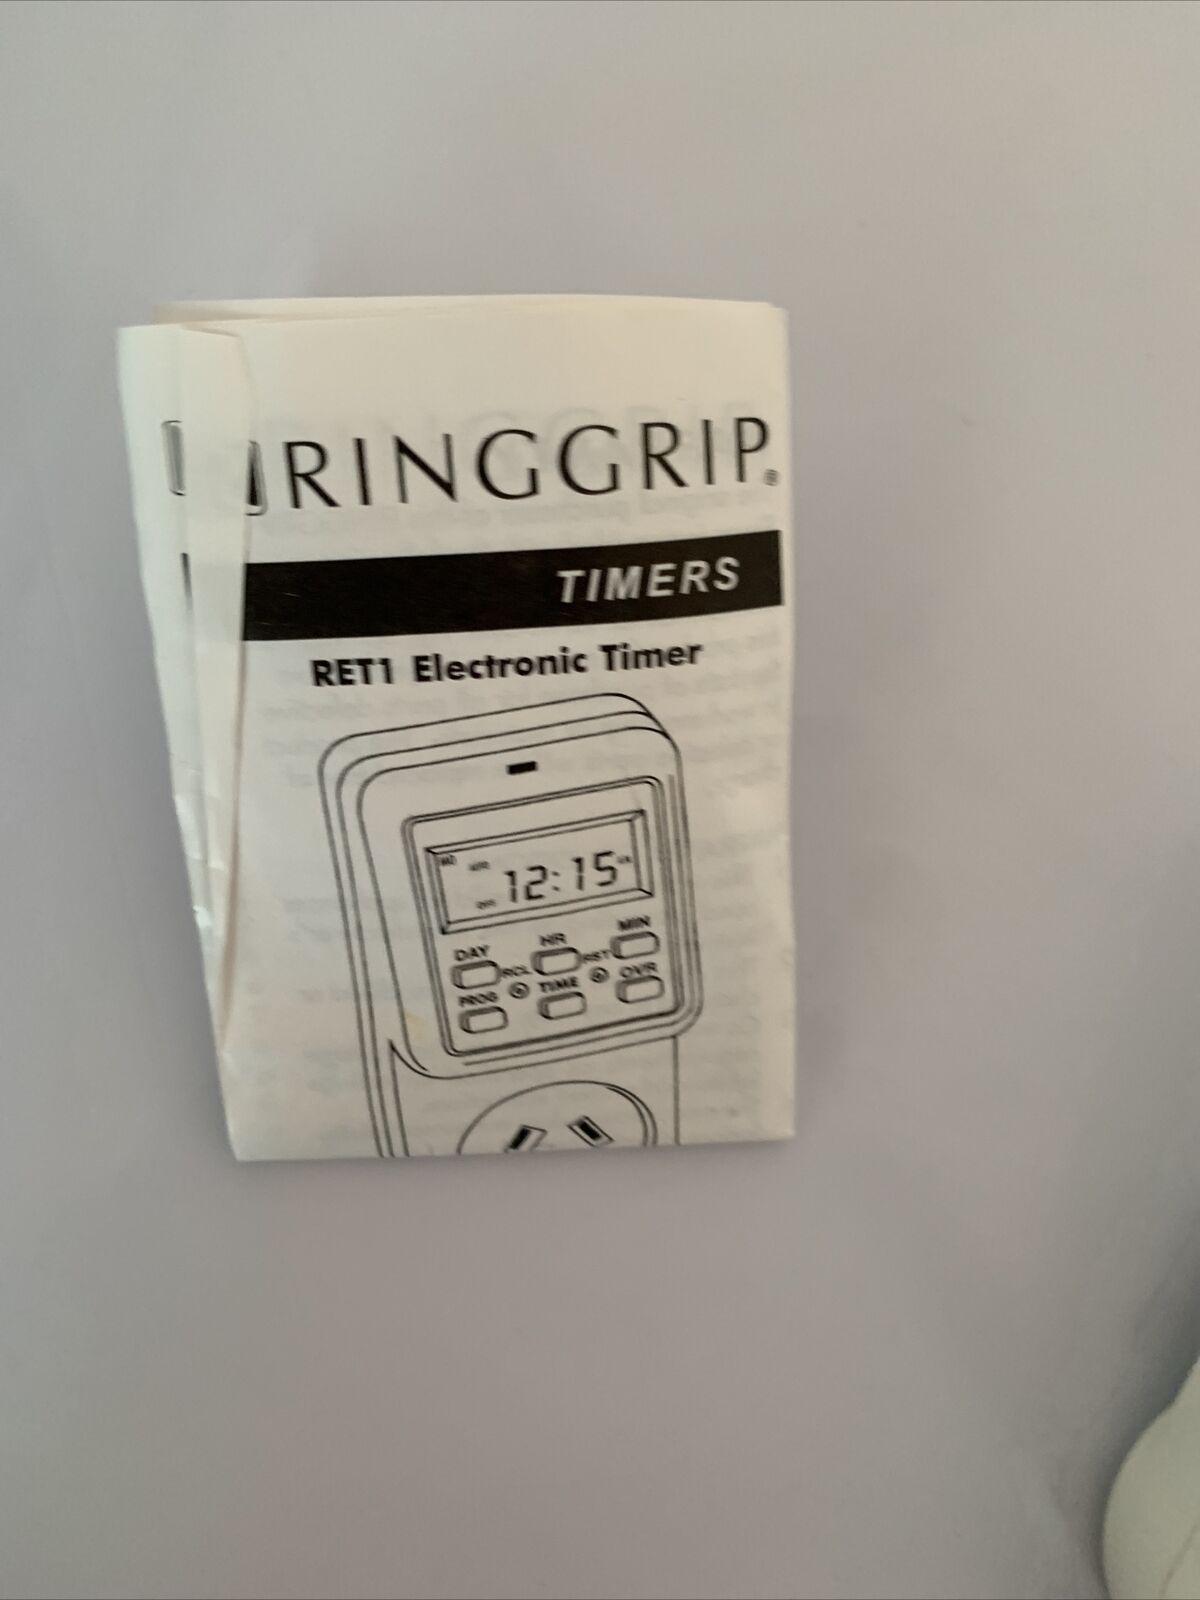 RINGGRIP®
TIMERS
RET1 Electronic Timer
12:15
DAY HR MIN
RCL RST
PROG TIME OVR